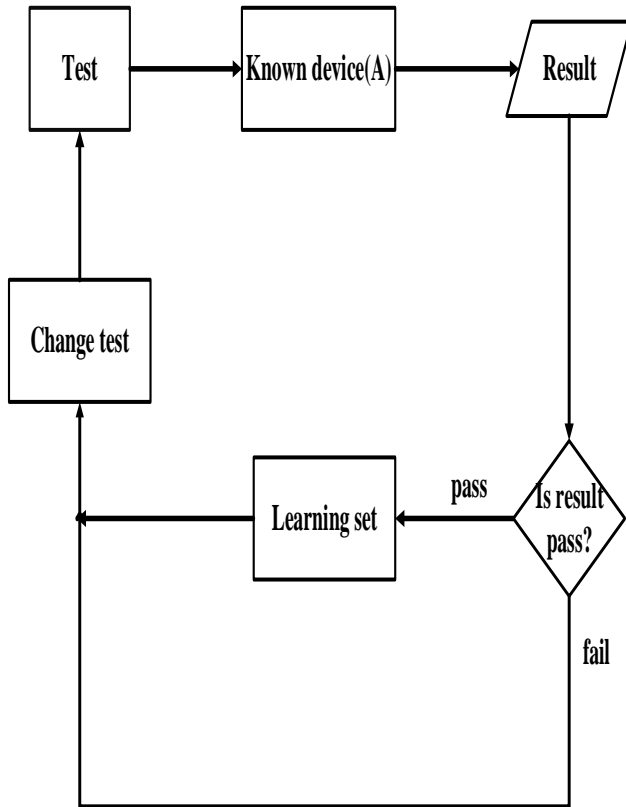 Test
Known device(A)
Result
Change test
Learning set
pass
Is result
pass?
fail